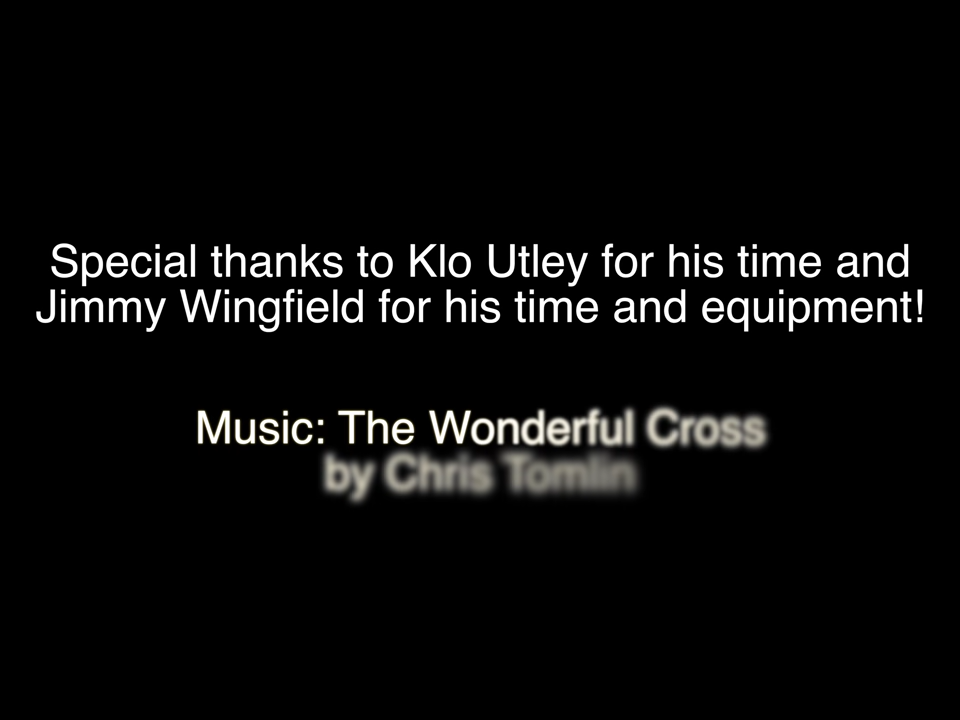 Special thanks to Klo Utley for his time and
Jimmy Wingfield for his time and equipment!
Music: The Wonderful Cross
by Chris Tomlin